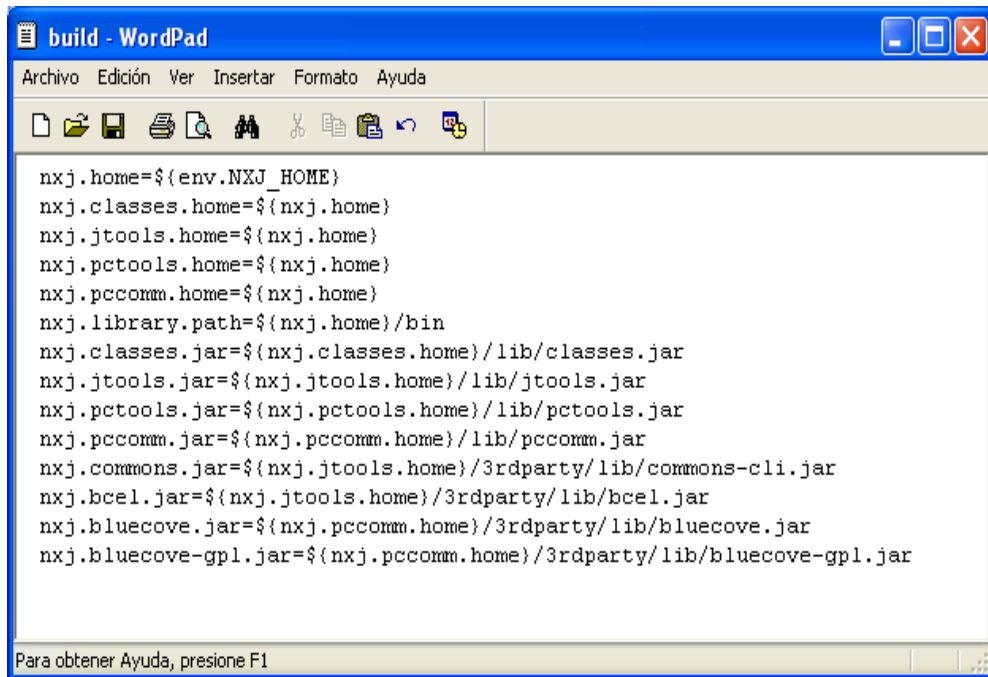 build - WordPad
Archivo Edición Ver Insertar Formato Ayuda
nxj.home=${env.NXJ_HOME}
nxj.classes.home=${nxj.home}
nxj.jtools.home=${nxj.home}
nxj.pctools.home=${nxj.home}
nxj.pccomm.home=${nxj.home}
nxj.library.path=${nxj.home}/bin
nxj.classes.jar=${nxj.classes.home}/lib/classes.jar
nxj.jtools.jar=${nxj.jtools.home}/lib/jtools.jar
nxj.pctools.jar=${nxj.pctools.home}/lib/pctools.jar
nxj.pccomm.jar=${nxj.pccomm.home}/lib/pccomm.jar
nxj.commons.jar=${nxj.jtools.home}/3rdparty/lib/commons-cli.jar
nxj.bcel.jar=${nxj.jtools.home}/3rdparty/lib/bcel.jar
nxj.bluecove.jar=${nxj.pccomm.home}/3rdparty/lib/bluecove.jar
nxj.bluecove-gpl.jar=${nxj.pccomm.home}/3rdparty/lib/bluecove-gpl.jar
Para obtener Ayuda, presione F1